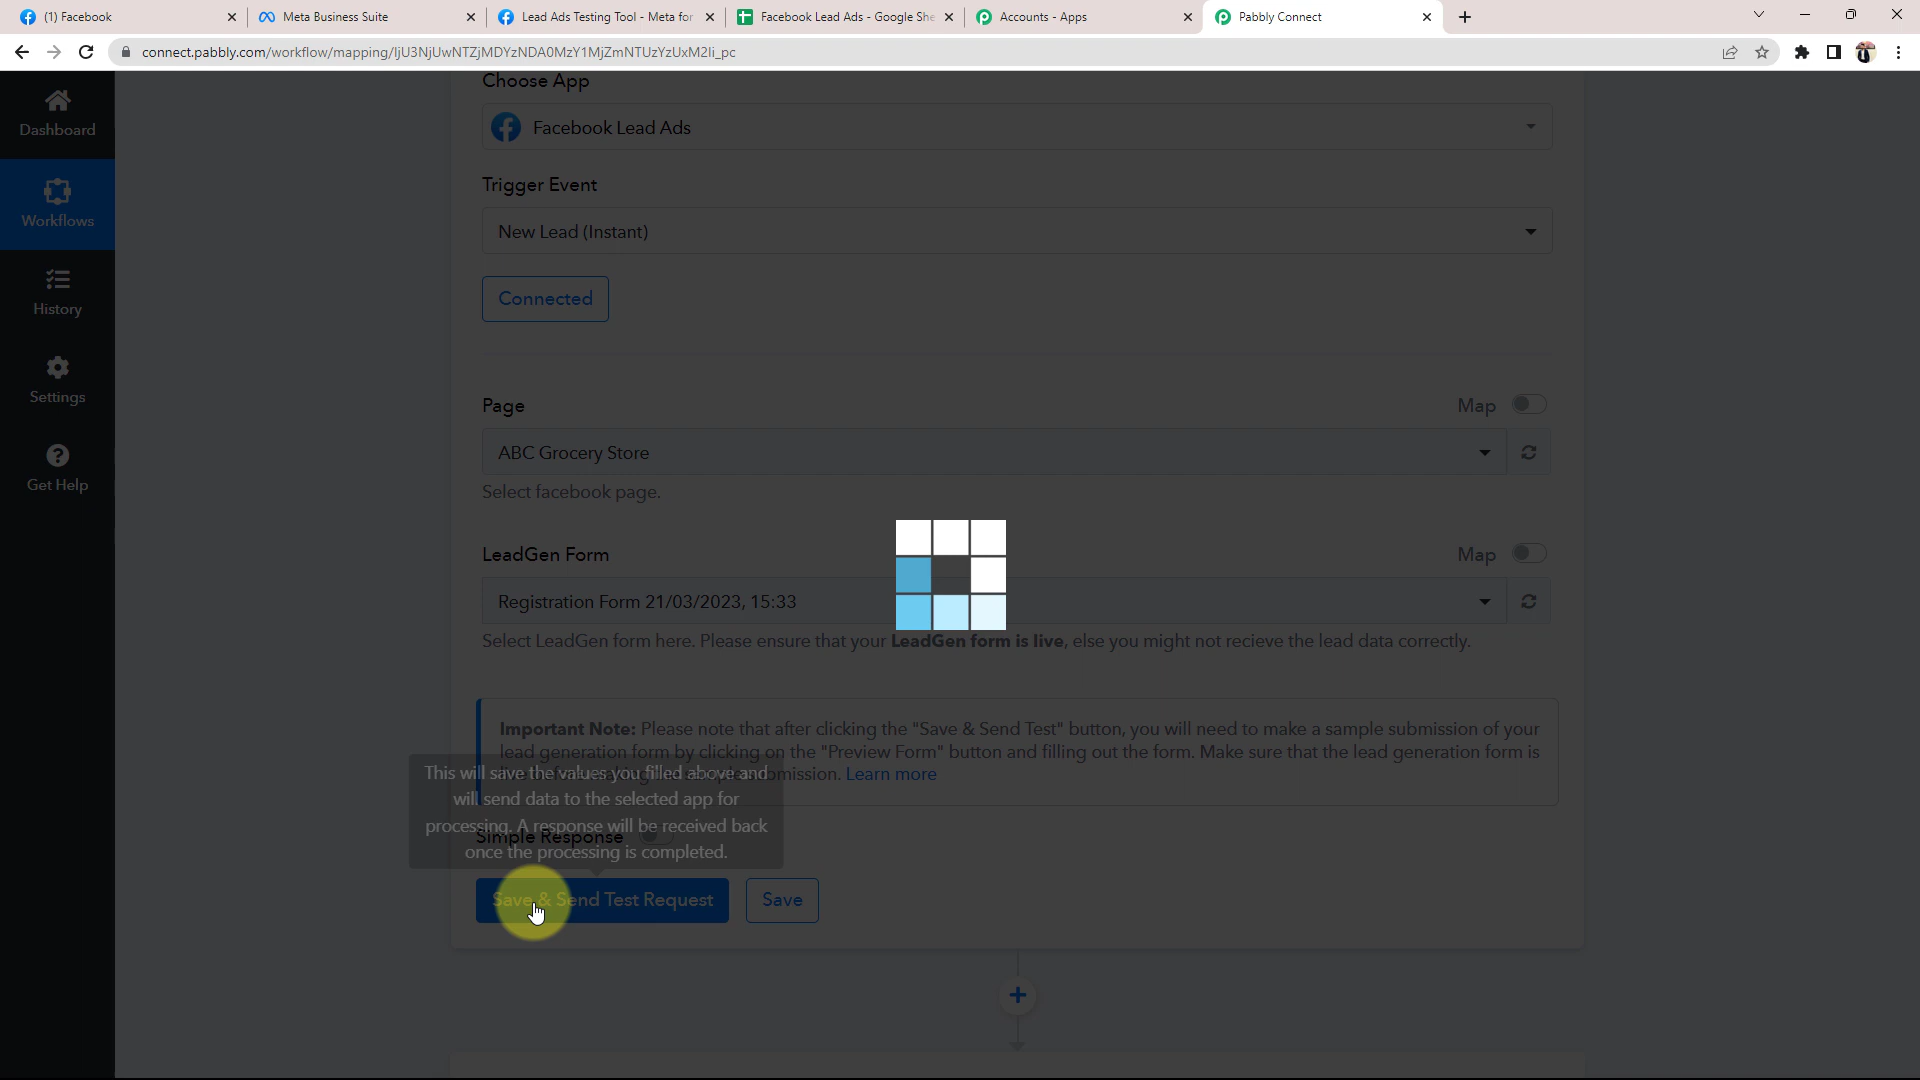 (1) Facebook
Meta Business Suite
Lead Ads Testing Tool - Meta for
Facebook Lead Ads - Google She
Accounts - Apps
Pabbly Connect
connect.pabbly.com/workflow/mapping/IjU3NjUwNTZjMDYzNDA0MzY1MjZmNTUzYzUxM2Ii_pc
Choose App
Dashboard
Facebook Lead Ads
Trigger Event
Workflows
New Lead (Instant)
Connected
History
Settings
Page
Map
ABC Grocery Store
Get Help
Select facebook page.
LeadGen Form
Map
Registration Form 21/03/2023, 15:33
Select LeadGen form here. Please ensure that your LeadGen form is live, else you might not recieve the lead data correctly.
Important Note: Please note that after clicking the "Save & Send Test" button, you will need to make a sample submission of your
lead generation form by clicking on the "Preview Form" button and filling out the form. Make sure that the lead generation form is
Learn more
This will save the values you filled above and
will send data to the selected app for
processing. A response will be received back
once the processing is completed.
Simple Response
Save & Send Test Request
Save